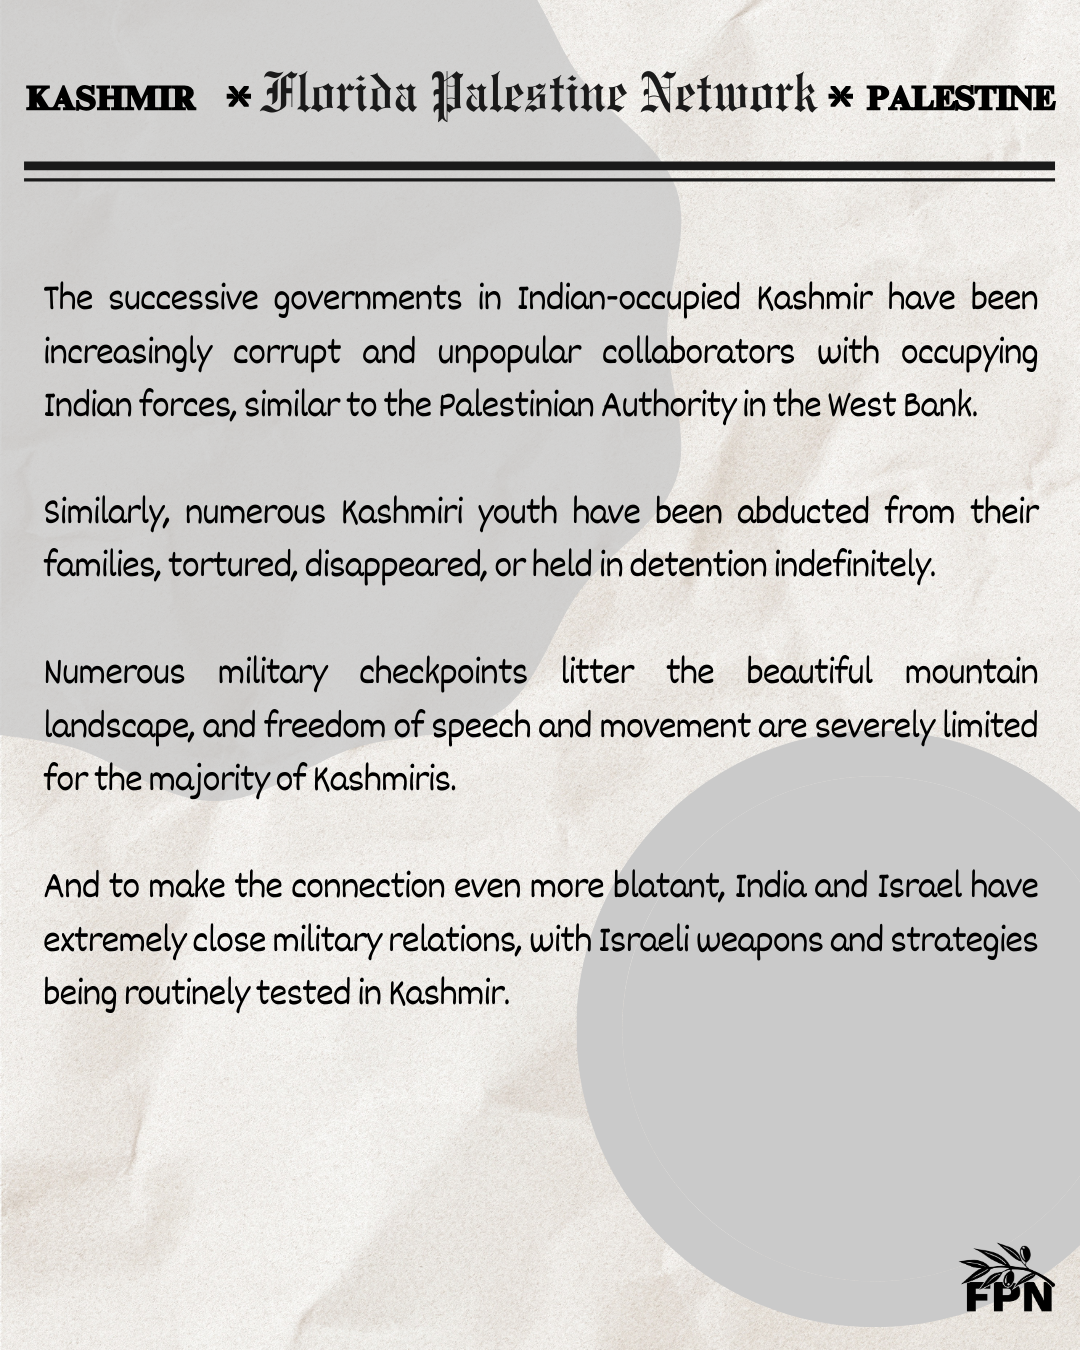 KASHMIR * Florida Palestine Network * PALESTINE
The successive governments in Indian-occupied Kashmir have been
increasingly corrupt and unpopular collaborators with occupying
Indian forces, similar to the Palestinian Authority in the West Bank.
Similarly, numerous Kashmiri youth have been abducted from their
families, tortured, disappeared, or held in detention indefinitely.
Numerous military checkpoints litter the beautiful mountain
landscape, and freedom of speech and movement are severely limited
for the majority of Kashmiris.
And to make the connection even more blatant, India and Israel have
extremely close military relations, with Israeli weapons and strategies
being routinely tested in Kashmir.
FPN